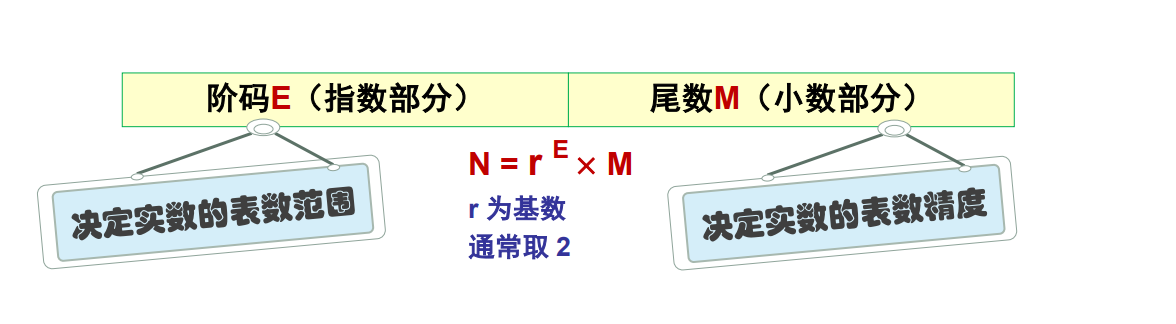 阶码E（指数部分） 尾数M（小数部分）
N = r E × M
决定实数的表数范围
r 为基数
通常取 2
决定实数的表数精度